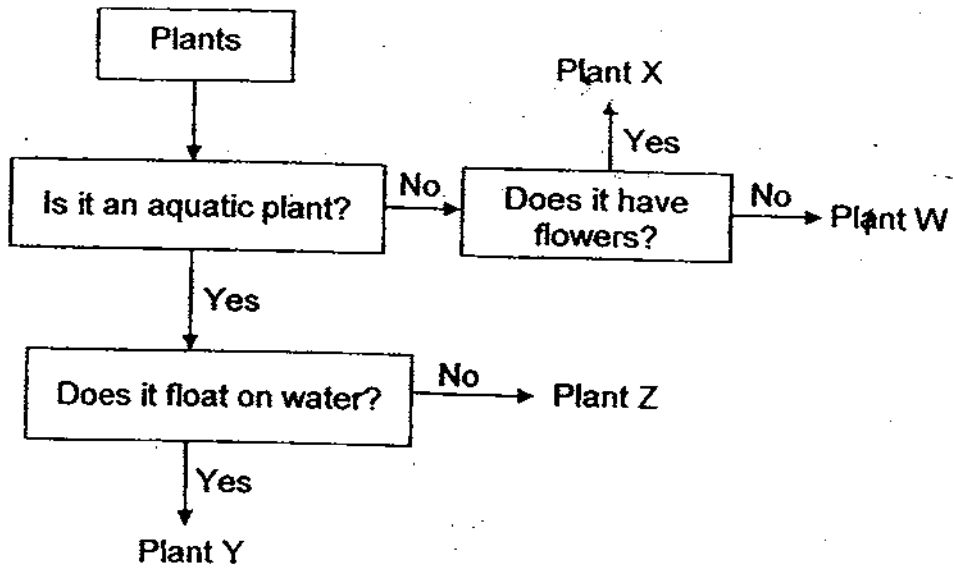 Plants
Plant X
Yes
Is it an aquatic plant?
No
Does it have
flowers?
No
Plant W
Yes
Does it float on water?
No
Plant Z
Yes
Plant Y